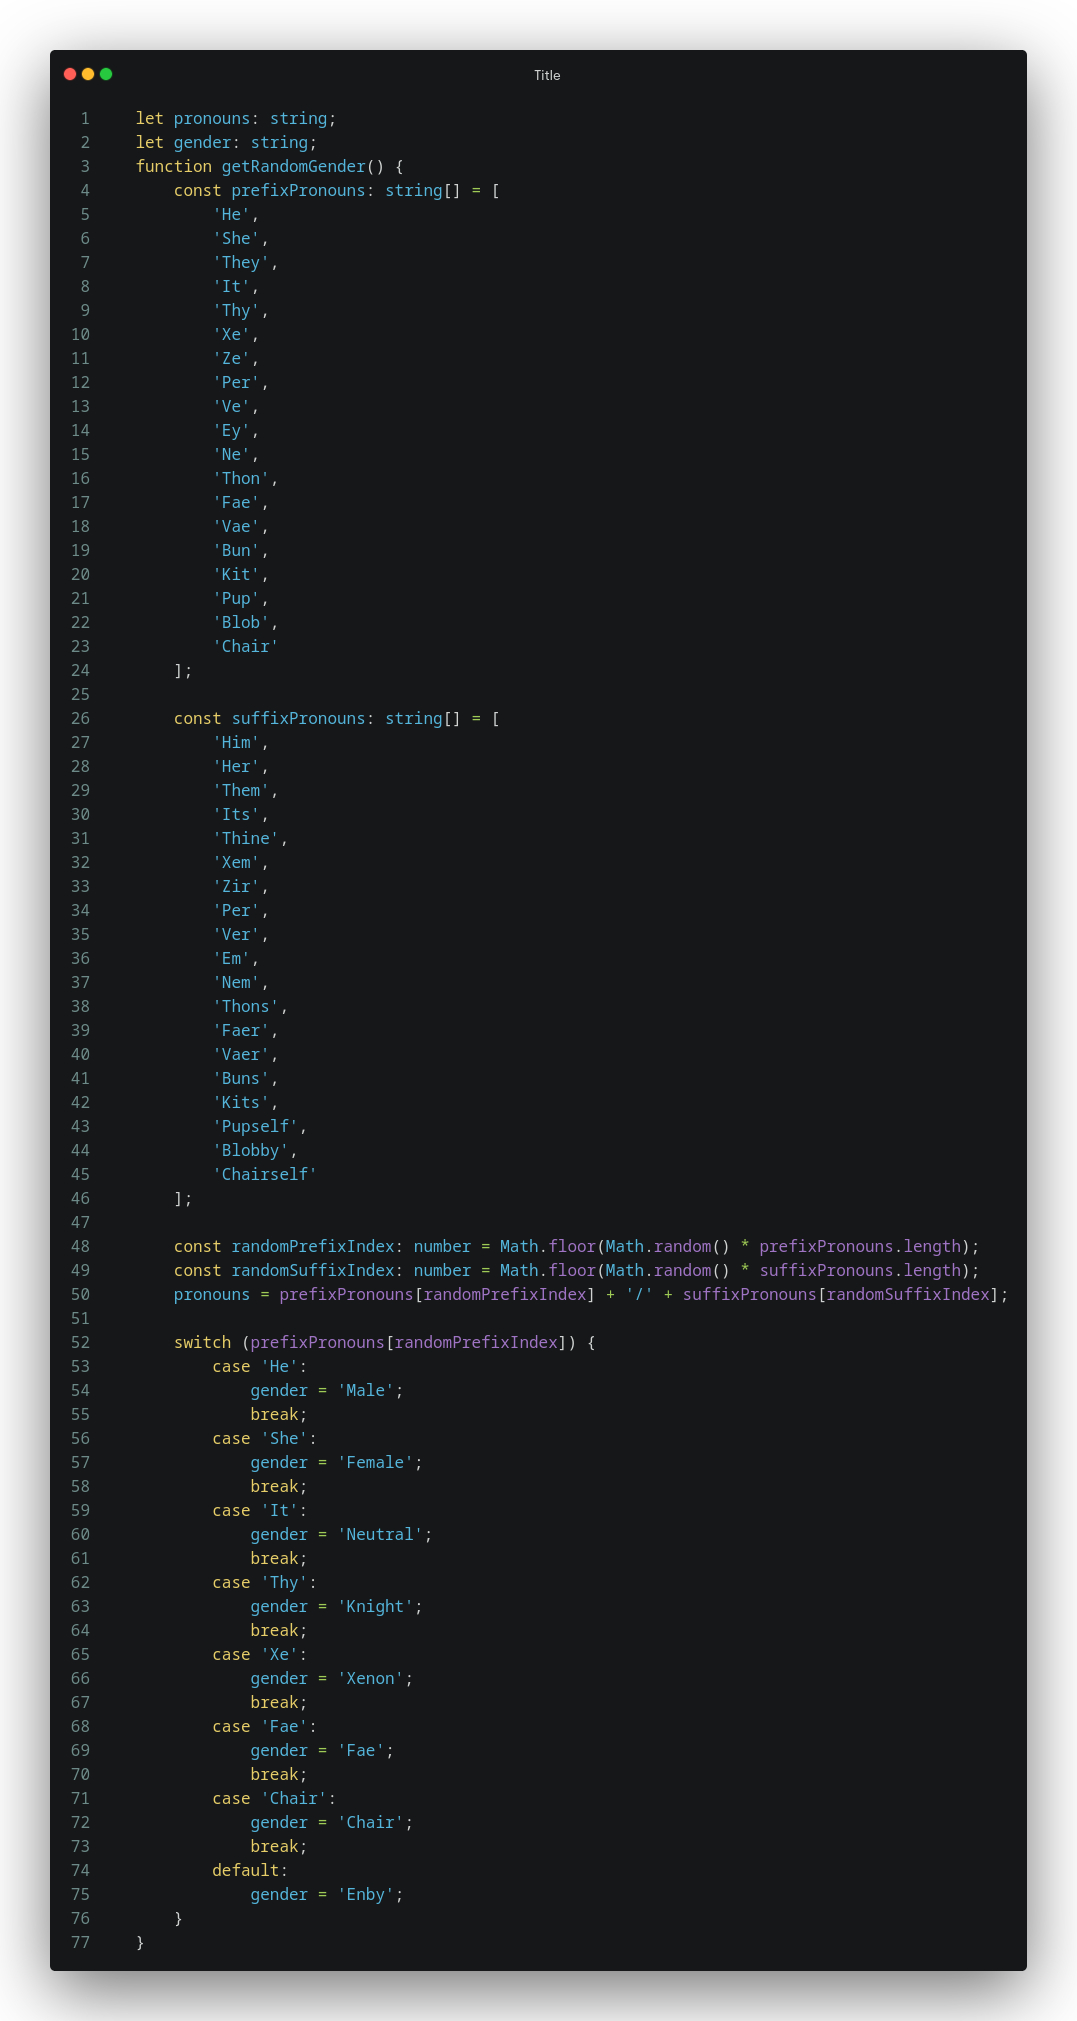 Title
1 let pronouns: string;
2 let gender: string;
3 function getRandomGender() {
4     const prefixPronouns: string[] = [
5         'He',
6         'She',
7         'They',
8         'It',
9         'Thy',
10         'Xe',
11         'Ze',
12         'Per',
13         'Ve',
14         'Ey',
15         'Ne',
16         'Thon',
17         'Fae',
18         'Vae',
19         'Bun',
20         'Kit',
21         'Pup',
22         'Blob',
23         'Chair'
24     ];
25
26     const suffixPronouns: string[] = [
27         'Him',
28         'Her',
29         'Them',
30         'Its',
31         'Thine',
32         'Xem',
33         'Zir',
34         'Per',
35         'Ver',
36         'Em',
37         'Nem',
38         'Thons',
39         'Faer',
40         'Vaer',
41         'Buns',
42         'Kits',
43         'Pupself',
44         'Blobby',
45         'Chairself'
46     ];
47
48     const randomPrefixIndex: number = Math.floor(Math.random() * prefixPronouns.length);
49     const randomSuffixIndex: number = Math.floor(Math.random() * suffixPronouns.length);
50     pronouns = prefixPronouns[randomPrefixIndex] + '/' + suffixPronouns[randomSuffixIndex];
51
52     switch (prefixPronouns[randomPrefixIndex]) {
53         case 'He':
54             gender = 'Male';
55             break;
56         case 'She':
57             gender = 'Female';
58             break;
59         case 'It':
60             gender = 'Neutral';
61             break;
62         case 'Thy':
63             gender = 'Knight';
64             break;
65         case 'Xe':
66             gender = 'Xenon';
67             break;
68         case 'Fae':
69             gender = 'Fae';
70             break;
71         case 'Chair':
72             gender = 'Chair';
73             break;
74         default:
75             gender = 'Enby';
76     }
77 }